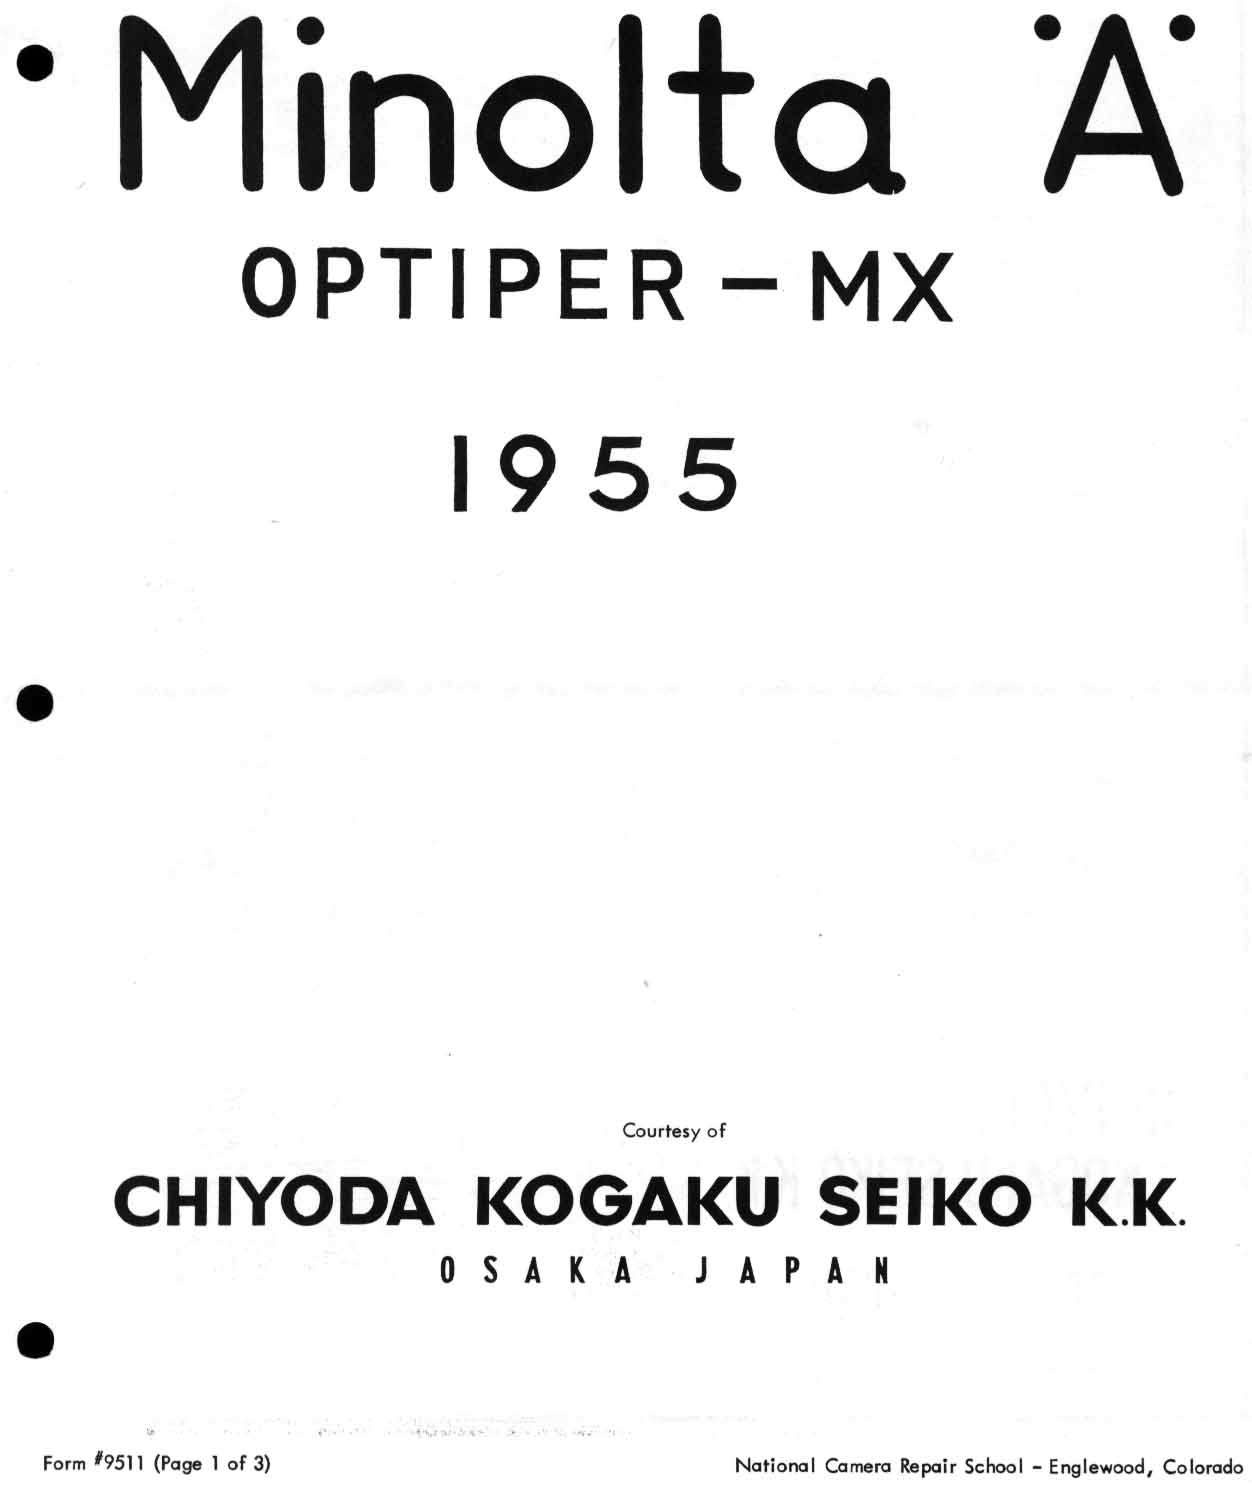 Minolta "A"
OPTIPER - MX
1955
Courtesy of
CHIYODA KOGAKU SEIKO K.K.
OSAKA JAPAN
Form #9511 (Page 1 of 3)
National Camera Repair School - Englewood, Colorado